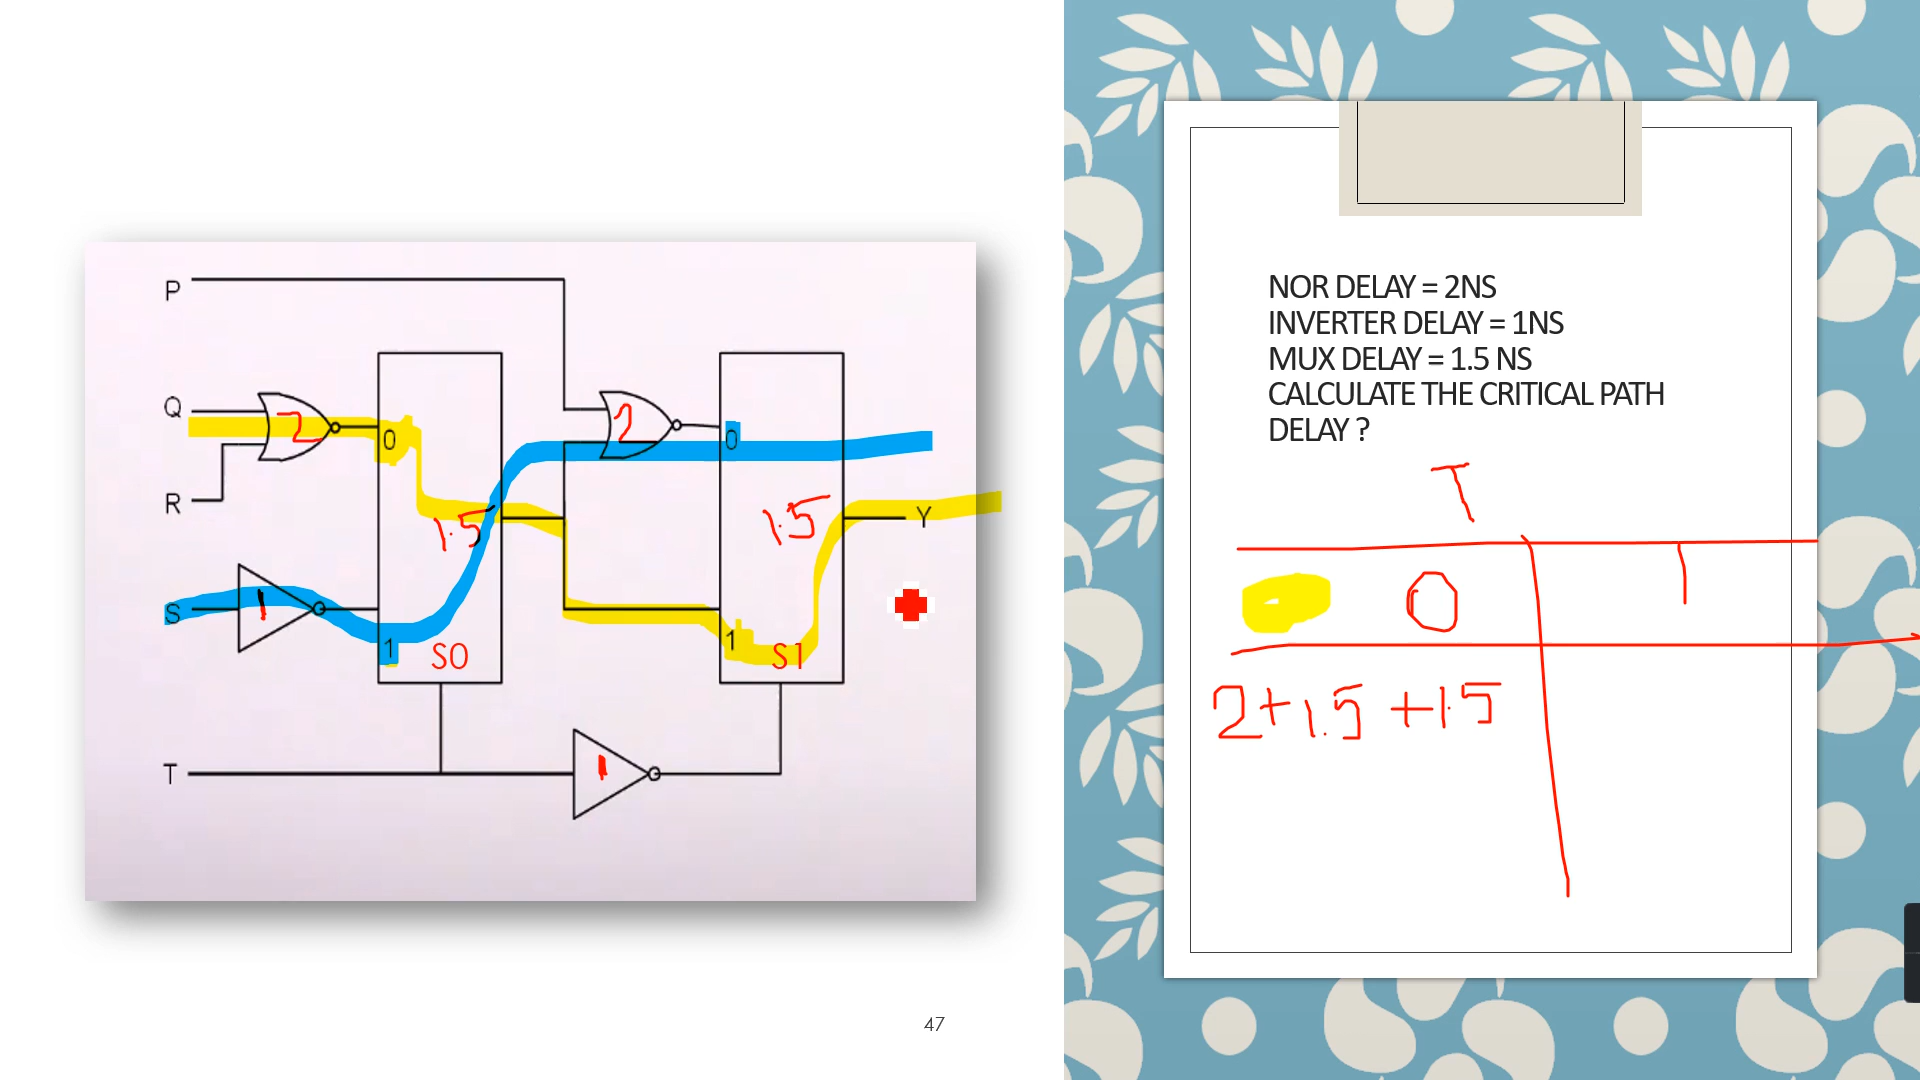 P
Q
2
0
R
1.5
S
1
1
S0
2
0
1.5
Y
1
S1
T
1
47
NOR DELAY = 2NS
INVERTER DELAY = 1NS
MUX DELAY = 1.5 NS
CALCULATE THE CRITICAL PATH
DELAY ?
T
0 1
2+1.5 +1.5